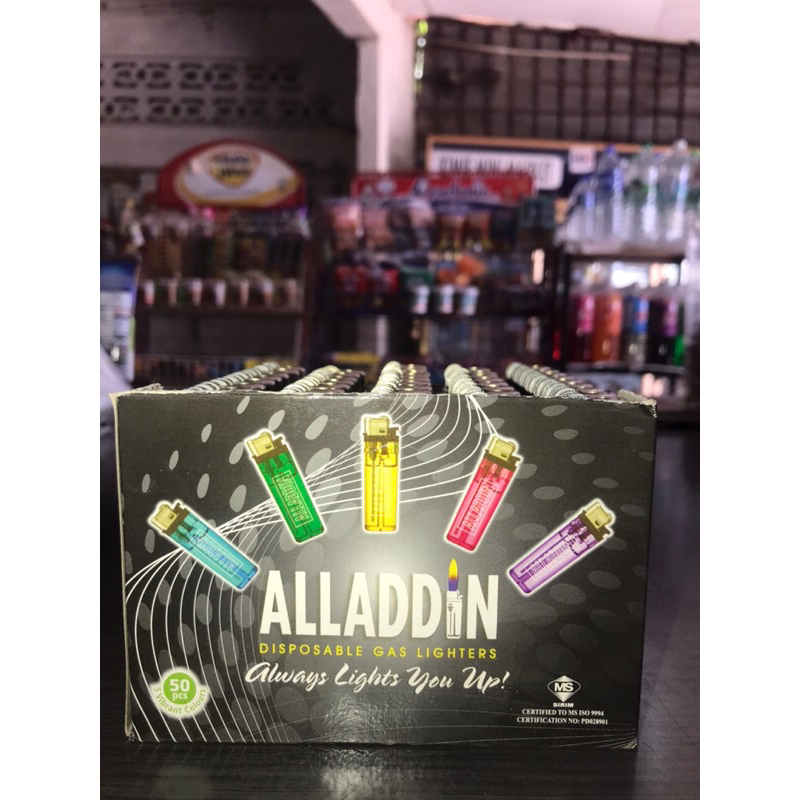 ALLADDIN
DISPOSABLE GAS LIGHTERS
Always Lights You Up!
50
pcs
5 Vibrant Colours
MS
SIRIM
CERTIFIED TO MS ISO 9994
CERTIFICATION NO: PD028901